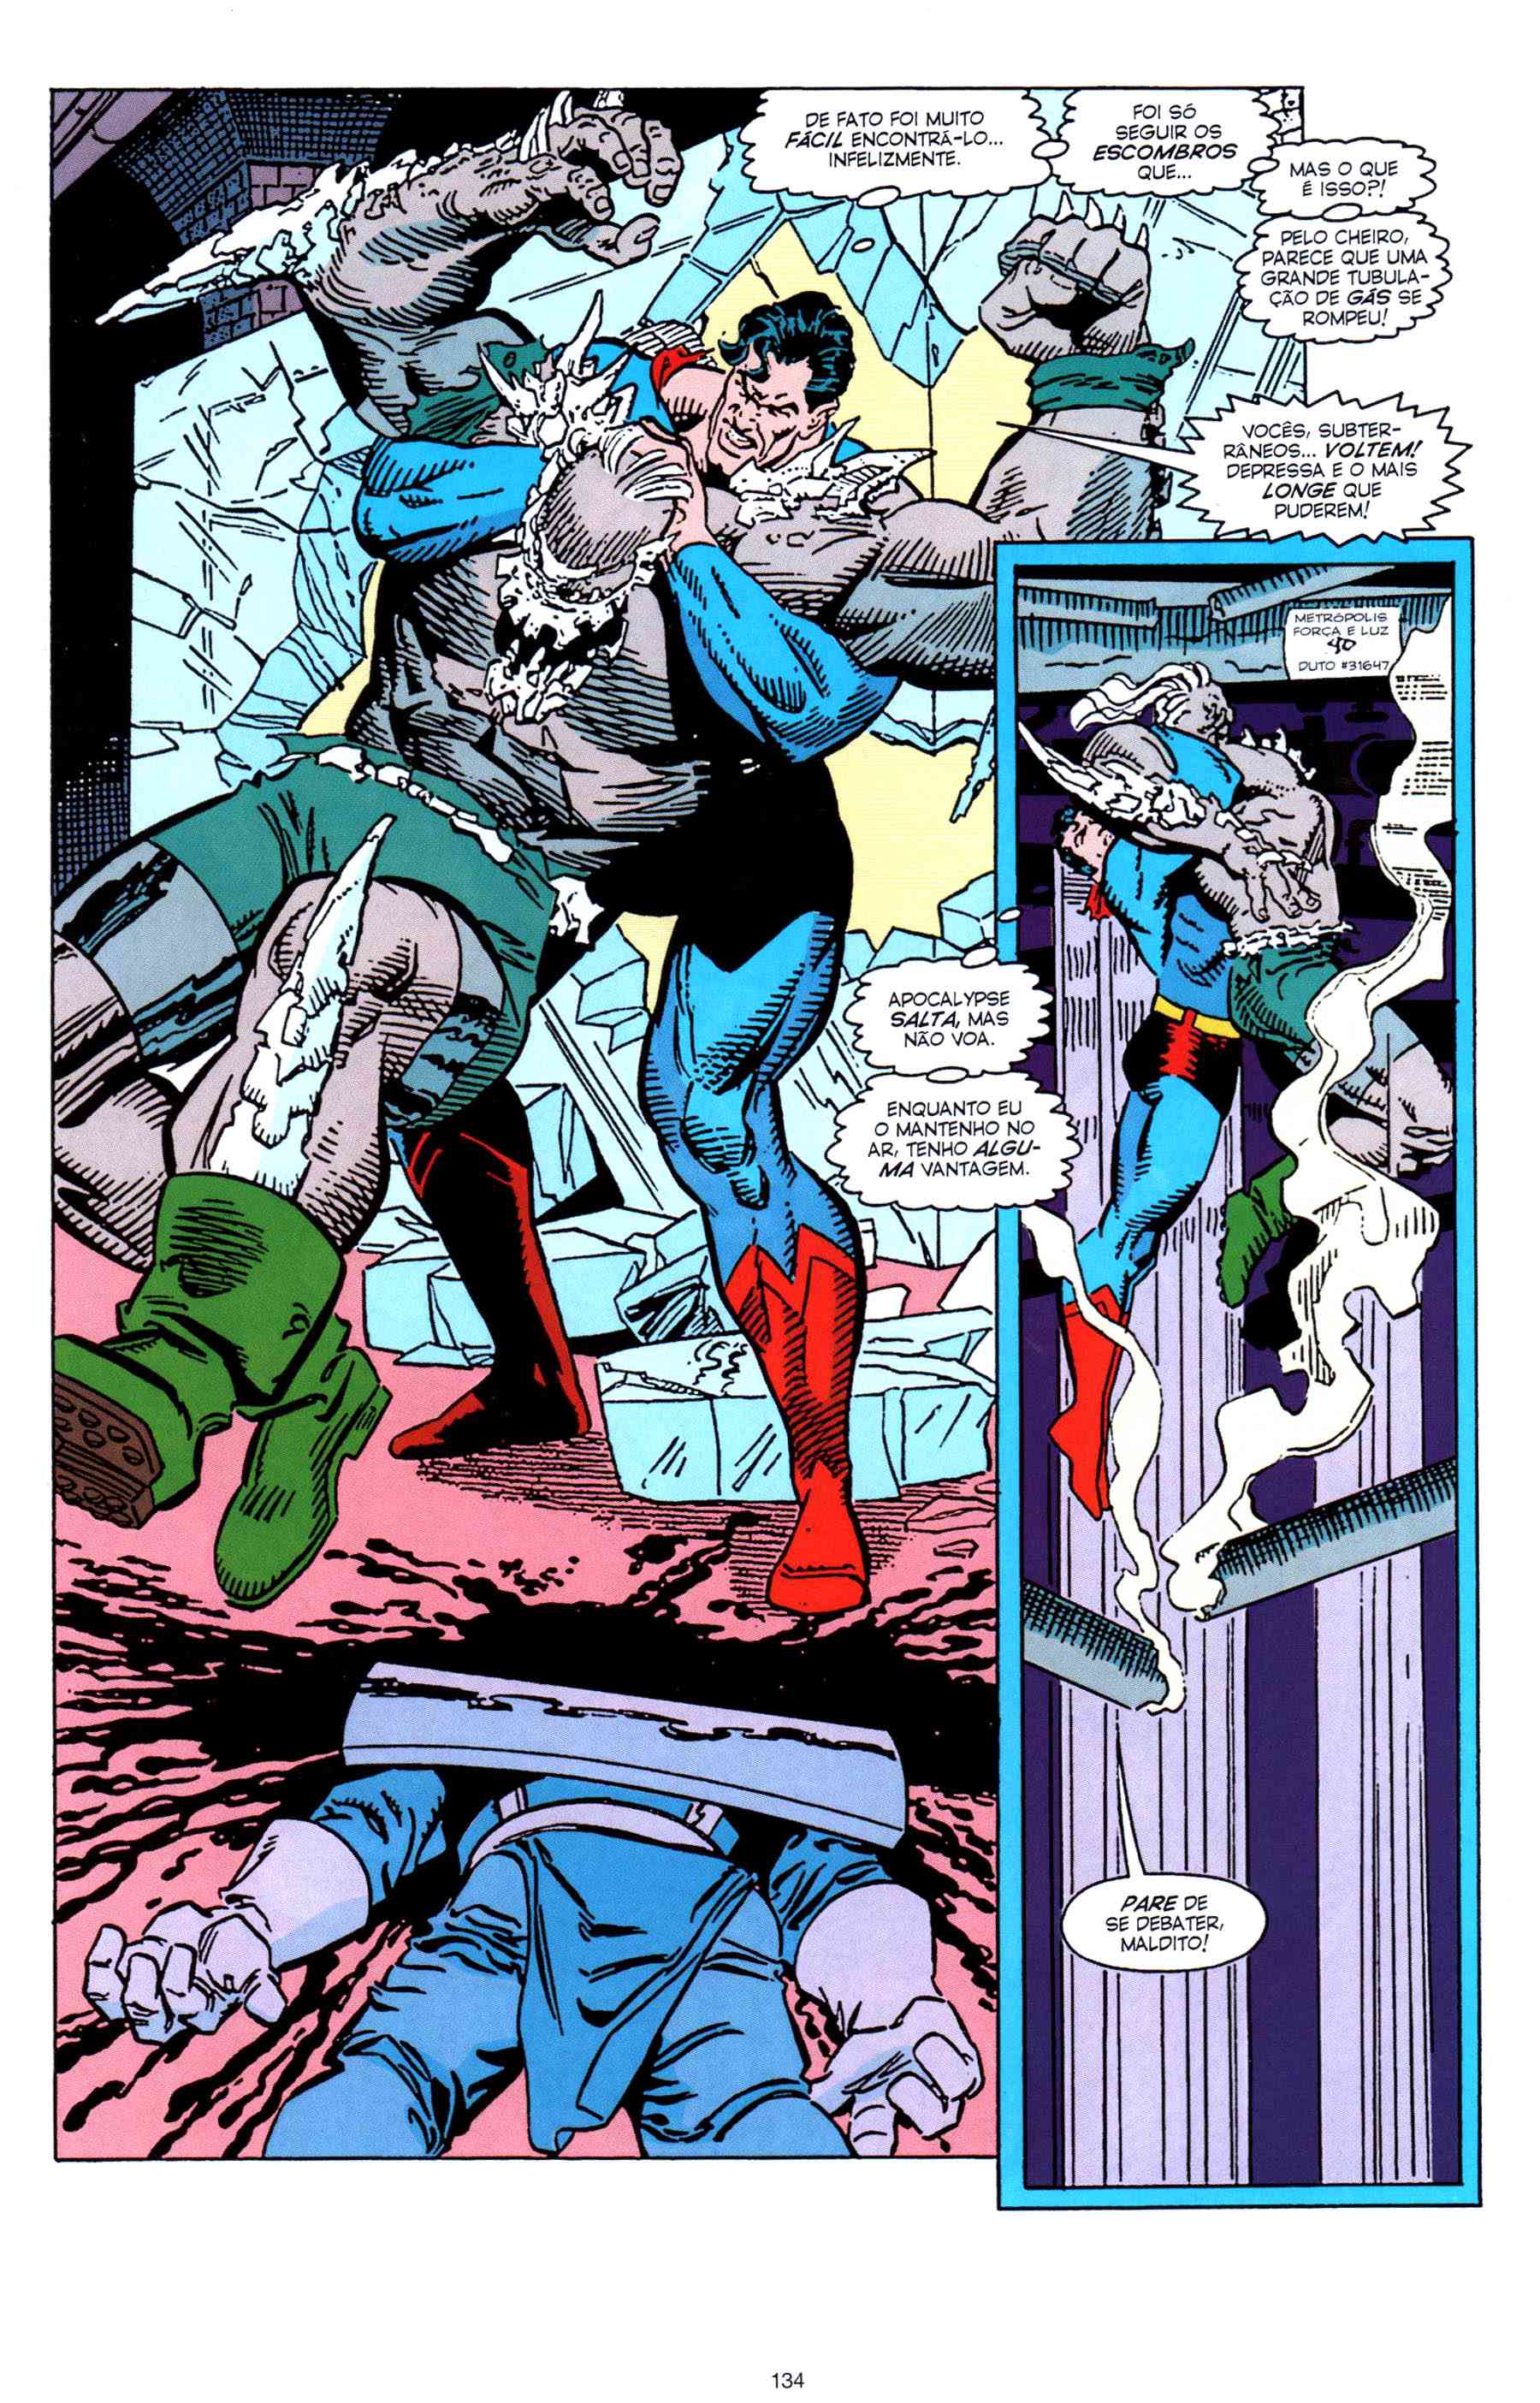 DE FATO FOI MUITO
FÁCIL ENCONTRÁ-LO...
INFELIZMENTE.
FOI SÓ
SEGUIR OS
ESCOMBROS
QUE...
MAS O QUE
É ISSO?!
PELO CHEIRO,
PARECE QUE UMA
GRANDE TUBULA-
ÇÃO DE GÁS SE
ROMPEU!
VOCÊS, SUBTER-
RÂNEOS... VOLTEM!
DEPRESSA E O MAIS
LONGE QUE
PUDEREM!
METRÓPOLIS
FORÇA E LUZ
DUTO #31647
APOCALYPSE
SALTA, MAS
NÃO VOA.
ENQUANTO EU
O MANTENHO NO
AR, TENHO ALGU-
MA VANTAGEM.
PARE DE
SE DEBATER,
MALDITO!
134